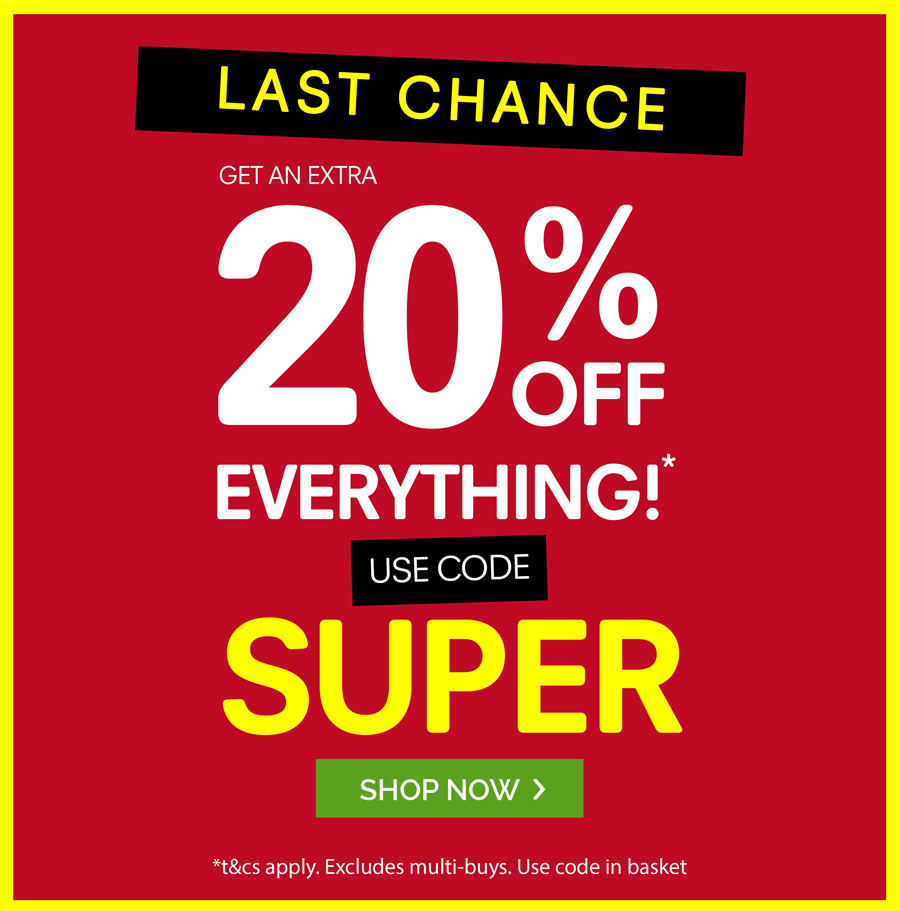 LAST CHANCE
GET AN EXTRA
20%
OFF
EVERYTHING!*
USE CODE
SUPER
SHOP NOW >
*t&cs apply. Excludes multi-buys. Use code in basket